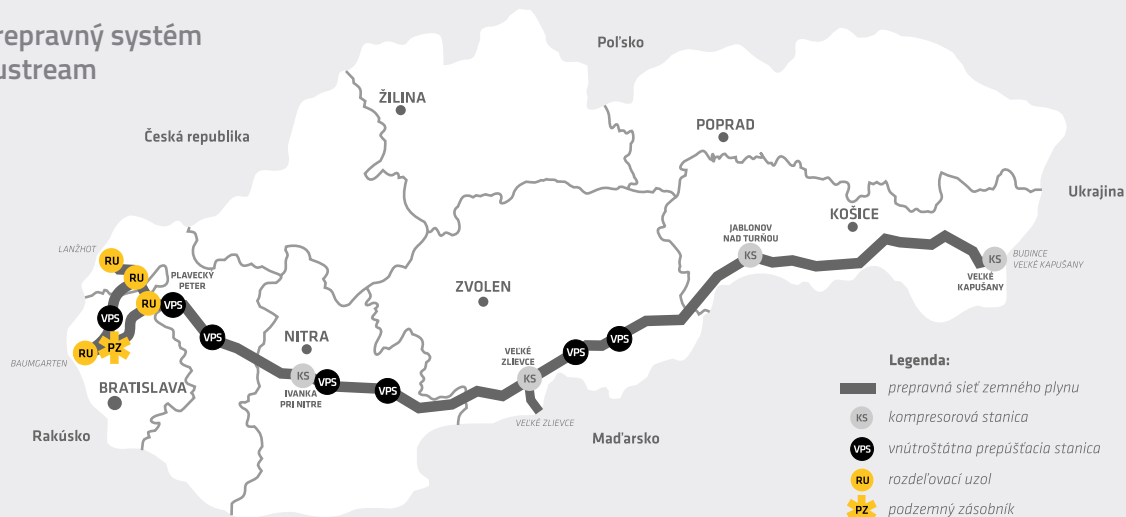 repravný systém
ustream
Poľsko
Česká republika
Ukrajina
Rakúsko
Maďarsko
ŽILINA
POPRAD
KOŠICE
ZVOLEN
NITRA
BRATISLAVA
LANŽHOT
RU
RU
PLAVECKÝ
PETER
RU
VPS
VPS
VPS
RU
PZ
BAUMGARTEN
KS
IVANKA
PRI NITRE
VPS
VPS
VEĽKÉ
ZLIEVCE
KS
VEĽKÉ ZLIEVCE
VPS
VPS
JABLONOV
NAD TURŇOU
KS
KS
VEĽKÉ
KAPUŠANY
BUDINCE
VEĽKÉ KAPUŠANY
Legenda:
prepravná sieť zemného plynu
KS kompresorová stanica
VPS vnútroštátna prepúšťacia stanica
RU rozdeľovací uzol
PZ podzemný zásobník